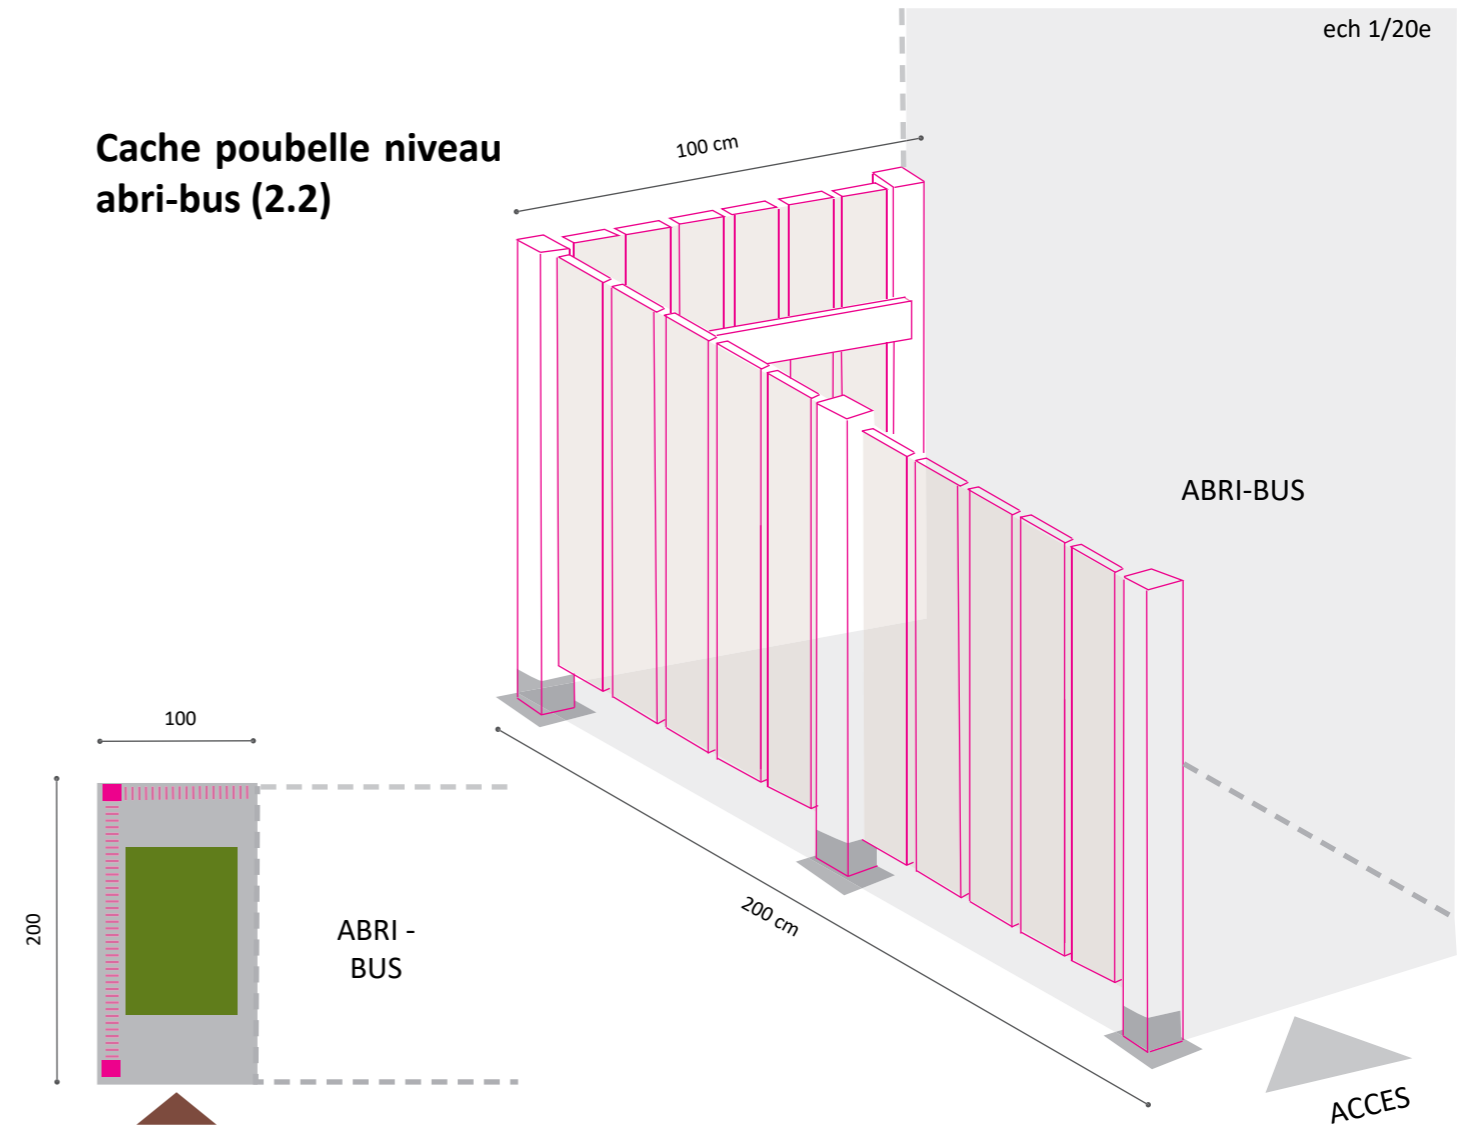 ech 1/20e
Cache poubelle niveau
abri-bus (2.2)
100 cm
ABRI-BUS
100
200
ABRI -
BUS
200 cm
ACCES